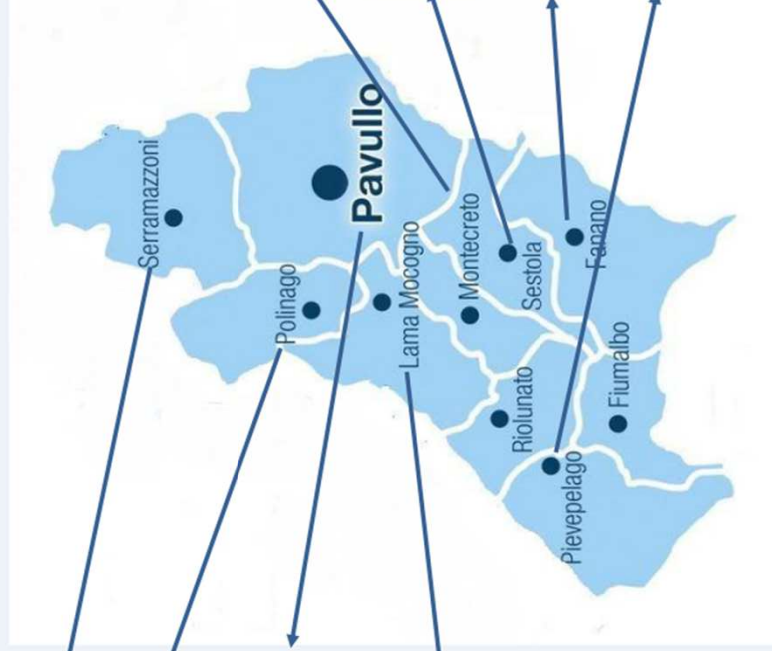 Serramazzoni
Pavullo
Polinago
Lama Mocogno
Montecreto
Sestola
Fanano
Riolunato
Fiumalbo
Pievepelago